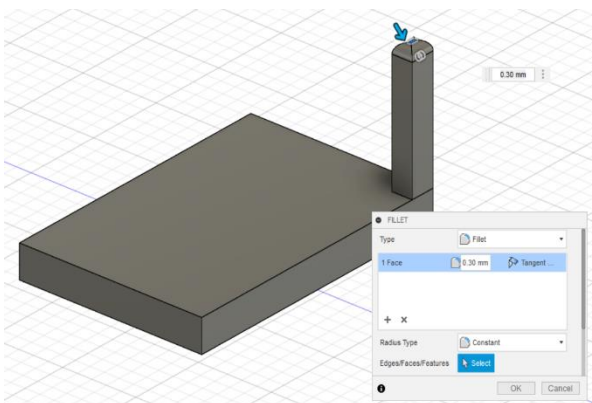 0.30 mm
FILLET
Type Fillet
1 Face 0.30 mm Tangent ...
Radius Type Constant
Edges/Faces/Features Select
OK Cancel